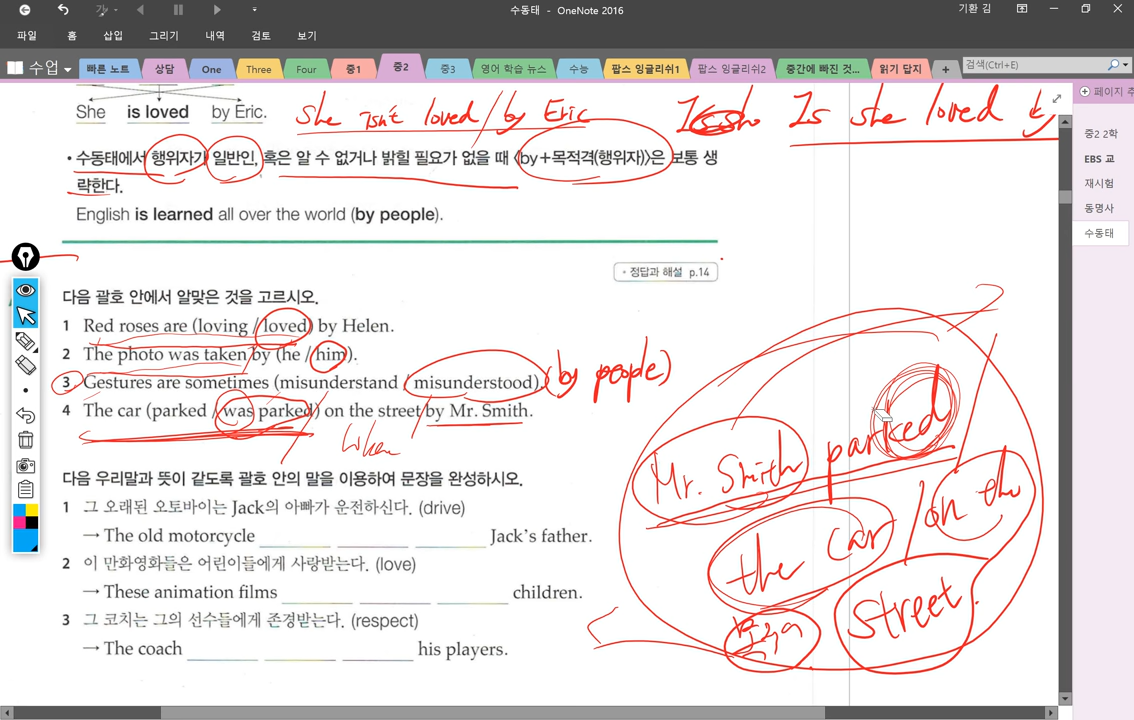 수동태 - OneNote 2016
기환 김
파일 홈 삽입 그리기 내역 검토 보기
수업 빠른 노트 상담 One Three Four 중1 중2 중3 영어 학습 뉴스 수능 팝스 잉글리쉬1 팝스 잉글리쉬2 중간에 빠진 것... 읽기 답지 + 검색(Ctrl+E)
페이지 추
중2 2학
EBS 교
재시험
동명사
수동태
She is loved by Eric.
She isn't loved / by Eric
Is she loved by
• 수동태에서 행위자가 일반인, 혹은 알 수 없거나 밝힐 필요가 없을 때 〈by+목적격(행위자)〉은 보통 생
략한다.
English is learned all over the world (by people).
• 정답과 해설 p.14
다음 괄호 안에서 알맞은 것을 고르시오.
1 Red roses are (loving / loved) by Helen.
2 The photo was taken by (he / him).
3 Gestures are sometimes (misunderstand / misunderstood).
(by people)
4 The car (parked / was parked) on the street by Mr. Smith.
다음 우리말과 뜻이 같도록 괄호 안의 말을 이용하여 문장을 완성하시오.
1 그 오래된 오토바이는 Jack의 아빠가 운전하신다. (drive)
→ The old motorcycle Jack's father.
2 이 만화영화들은 어린이들에게 사랑받는다. (love)
→ These animation films children.
3 그 코치는 그의 선수들에게 존경받는다. (respect)
→ The coach his players.
Mr. Smith parked
the car / on the
street.